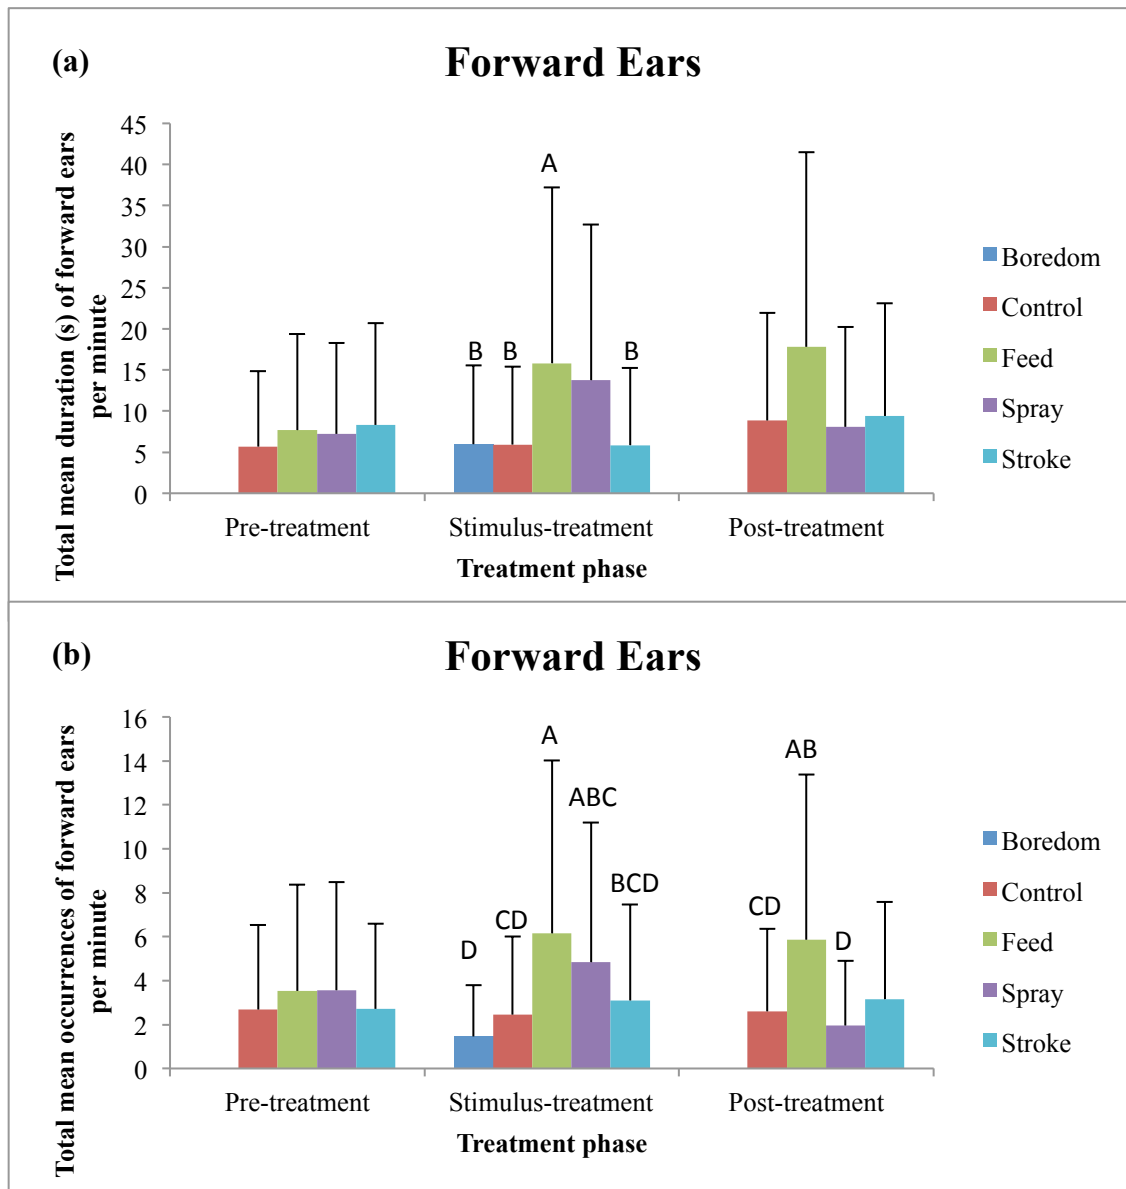 (a)
Forward Ears
Total mean duration (s) of forward ears
per minute
45
40
35
30
25
20
15
10
5
0
A
B
B
B
Pre-treatment
Stimulus-treatment
Post-treatment
Treatment phase
Boredom
Control
Feed
Spray
Stroke
(b)
Forward Ears
Total mean occurrences of forward ears
per minute
16
14
12
10
8
6
4
2
0
A
AB
ABC
BCD
CD
CD
D
D
Pre-treatment
Stimulus-treatment
Post-treatment
Treatment phase
Boredom
Control
Feed
Spray
Stroke